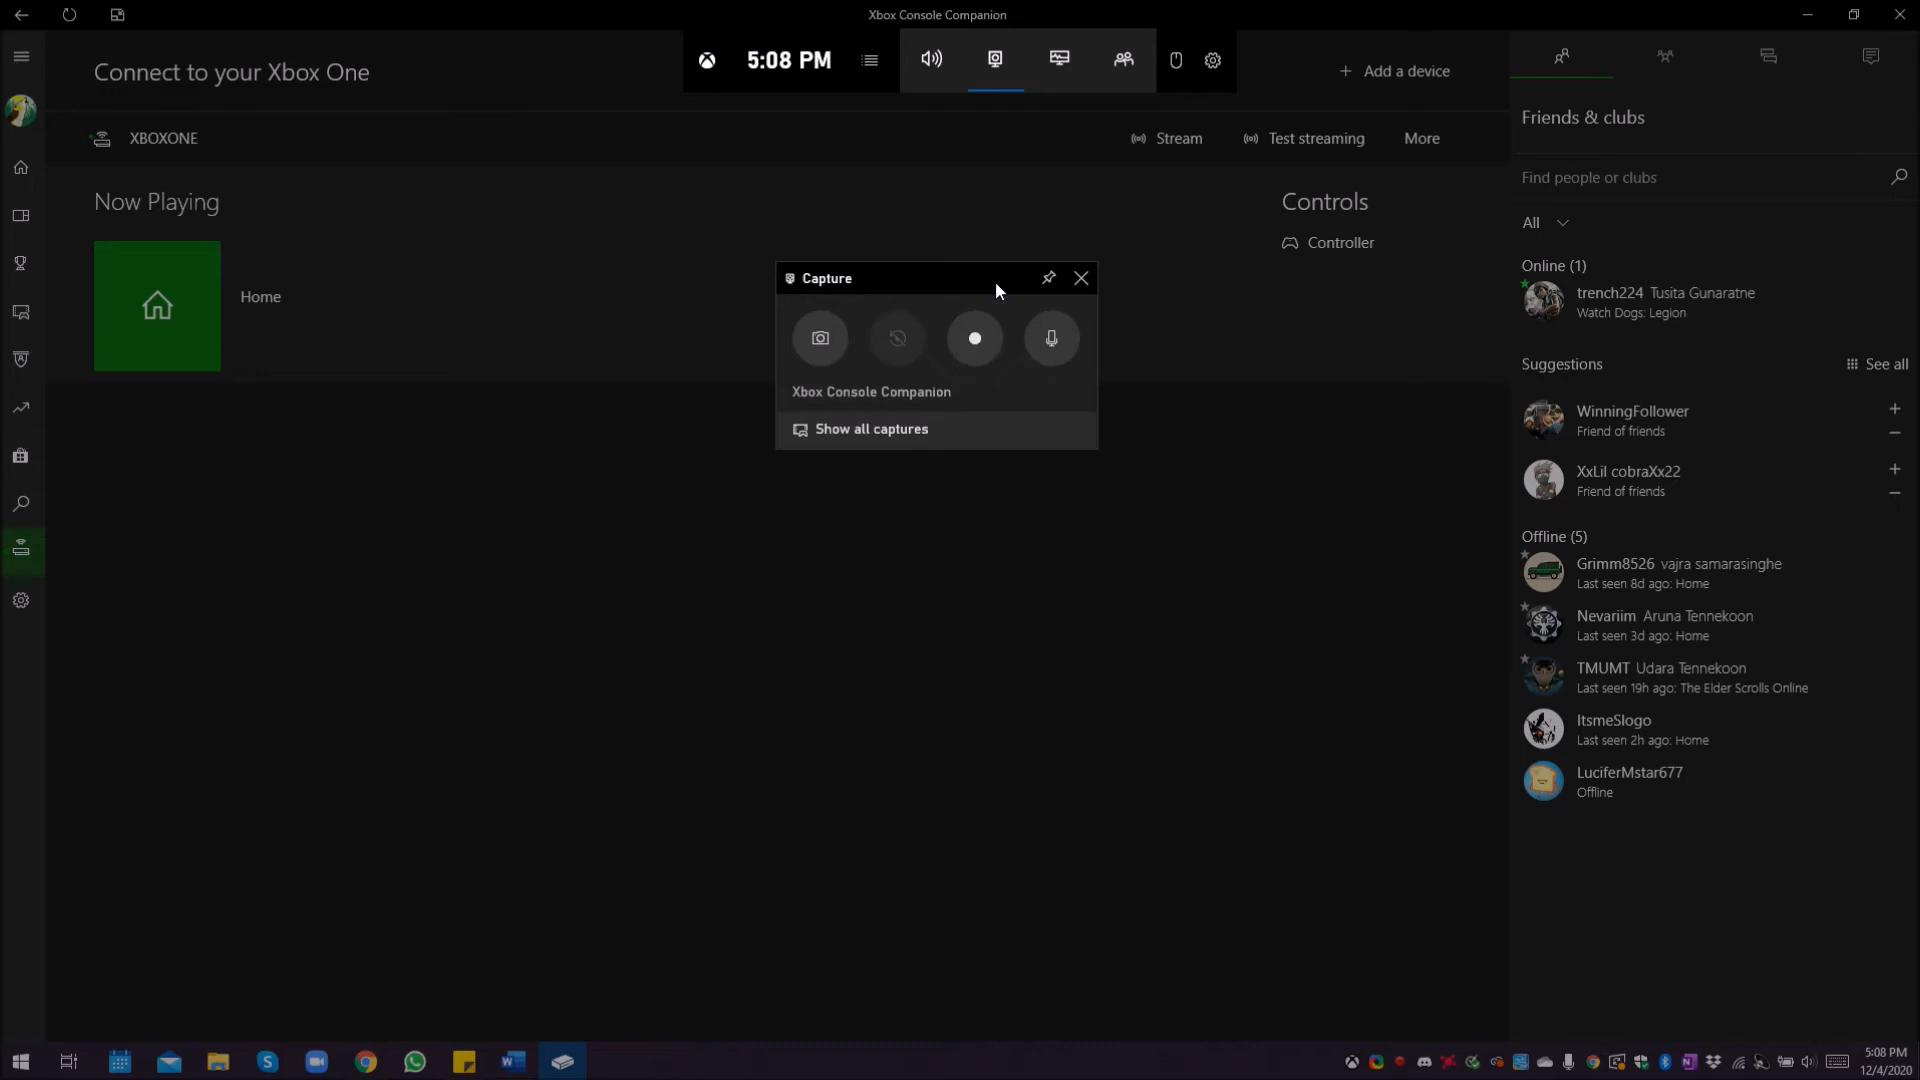 Xbox Console Companion
5:08 PM
Connect to your Xbox One
Add a device
XBOXONE
Stream
Test streaming
More
Now Playing
Controls
Home
Controller
Capture
Xbox Console Companion
Show all captures
Friends & clubs
Find people or clubs
All
Online (1)
trench224 Tusita Gunaratne
Watch Dogs: Legion
Suggestions
See all
WinningFollower
Friend of friends
XxLil cobraXx22
Friend of friends
Offline (5)
Grimm8526 vajra samarasinghe
Last seen 8d ago: Home
Nevariim Aruna Tennekoon
Last seen 3d ago: Home
TMUMT Udara Tennekoon
Last seen 19h ago: The Elder Scrolls Online
ItsmeSlogo
Last seen 2h ago: Home
LuciferMstar677
Offline
5:08 PM
12/4/2020